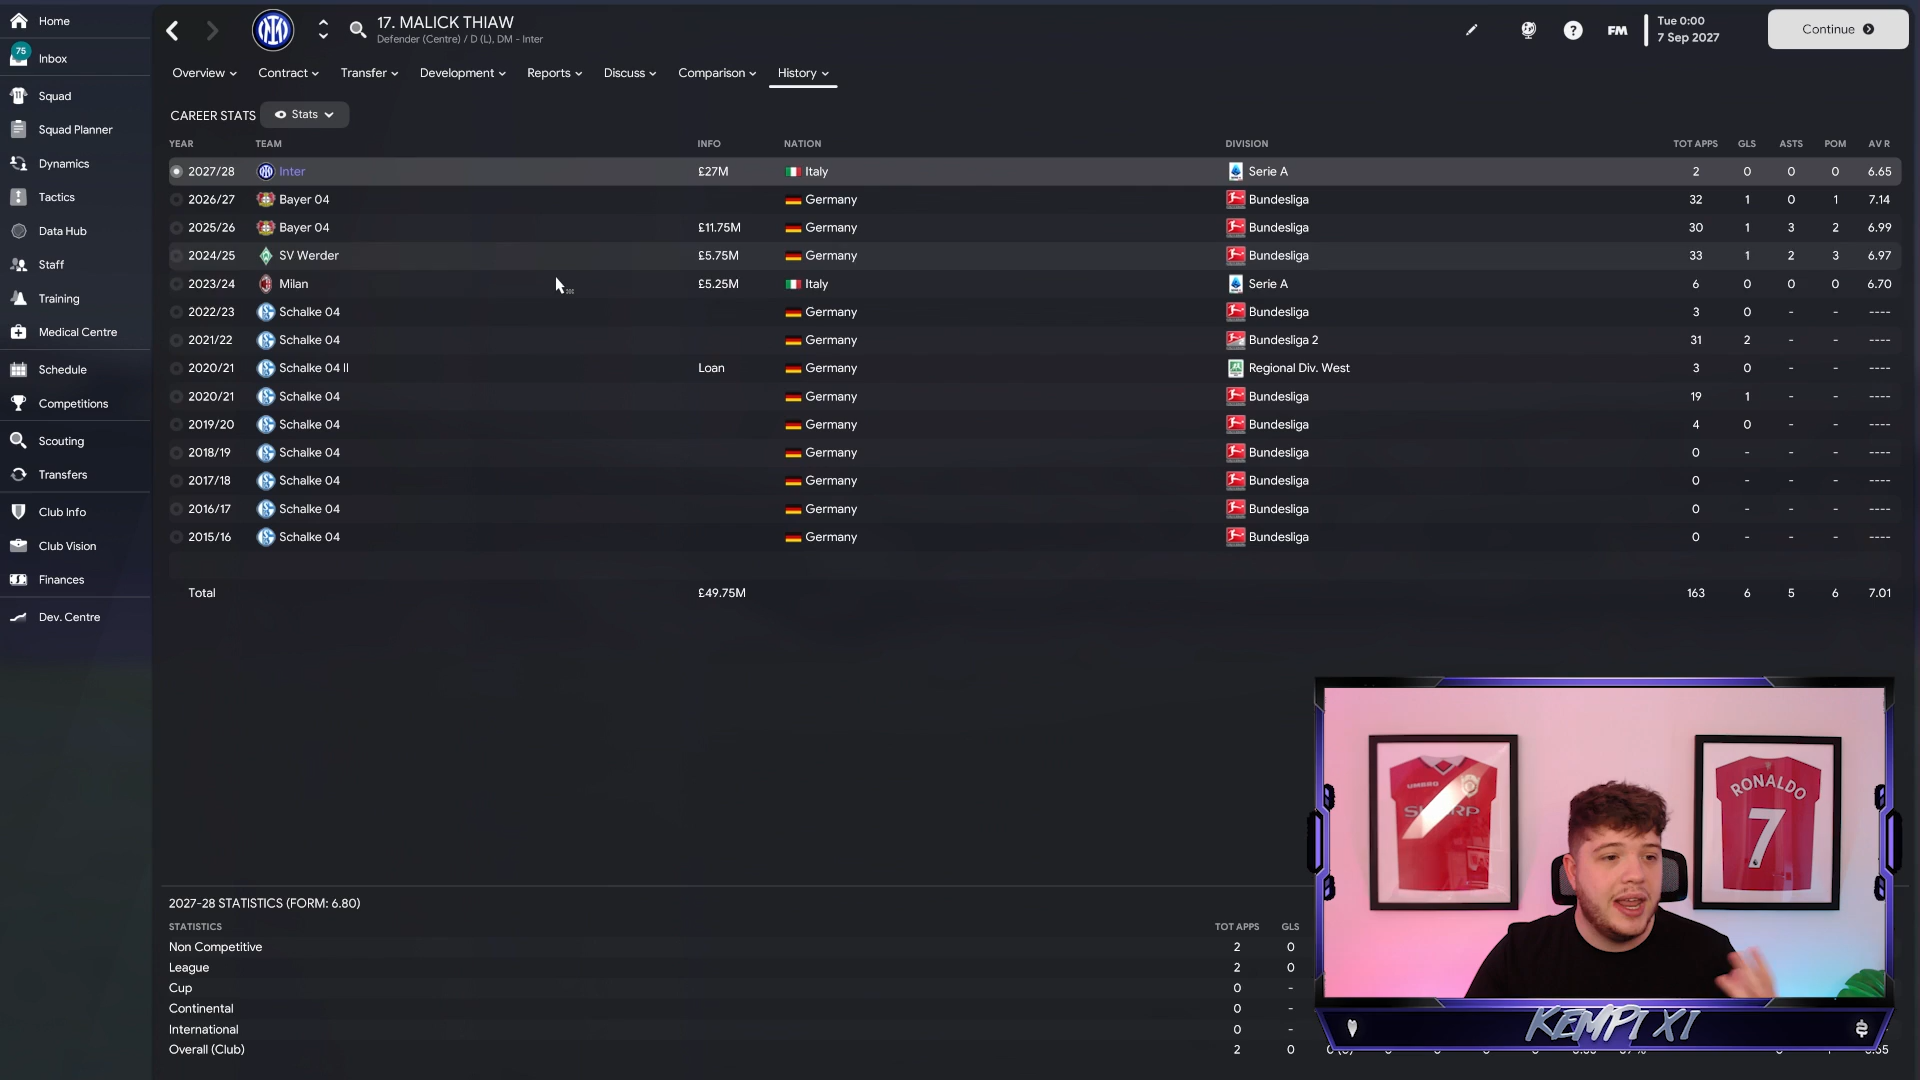 Home
75
Inbox
Squad
Squad Planner
Dynamics
Tactics
Data Hub
Staff
Training
Medical Centre
Schedule
Competitions
Scouting
Transfers
Club Info
Club Vision
Finances
Dev. Centre
17. MALICK THIAW
Defender (Centre) / D (L), DM - Inter
FM
Tue 0:00
7 Sep 2027
Continue
Overview Contract Transfer Development Reports Discuss Comparison History
CAREER STATS Stats
YEAR TEAM INFO NATION DIVISION TOT APPS GLS ASTS POM AV R
2027/28 Inter £27M Italy Serie A 2 0 0 0 6.65
2026/27 Bayer 04 Germany Bundesliga 32 1 0 1 7.14
2025/26 Bayer 04 £11.75M Germany Bundesliga 30 1 3 2 6.99
2024/25 SV Werder £5.75M Germany Bundesliga 33 1 2 3 6.97
2023/24 Milan £5.25M Italy Serie A 6 0 0 0 6.70
2022/23 Schalke 04 Germany Bundesliga 3 0 - - ----
2021/22 Schalke 04 Germany Bundesliga 2 31 2 - - ----
2020/21 Schalke 04 II Loan Germany Regional Div. West 3 0 - - ----
2020/21 Schalke 04 Germany Bundesliga 19 1 - - ----
2019/20 Schalke 04 Germany Bundesliga 4 0 - - ----
2018/19 Schalke 04 Germany Bundesliga 0 - - - ----
2017/18 Schalke 04 Germany Bundesliga 0 - - - ----
2016/17 Schalke 04 Germany Bundesliga 0 - - - ----
2015/16 Schalke 04 Germany Bundesliga 0 - - - ----
Total £49.75M 163 6 5 6 7.01
2027-28 STATISTICS (FORM: 6.80)
STATISTICS TOT APPS GLS
Non Competitive 2 0
League 2 0
Cup 0 -
Continental 0 -
International 0 -
Overall (Club) 2 0
UMBRO
SHARP
RONALDO
7
KEMPI XI